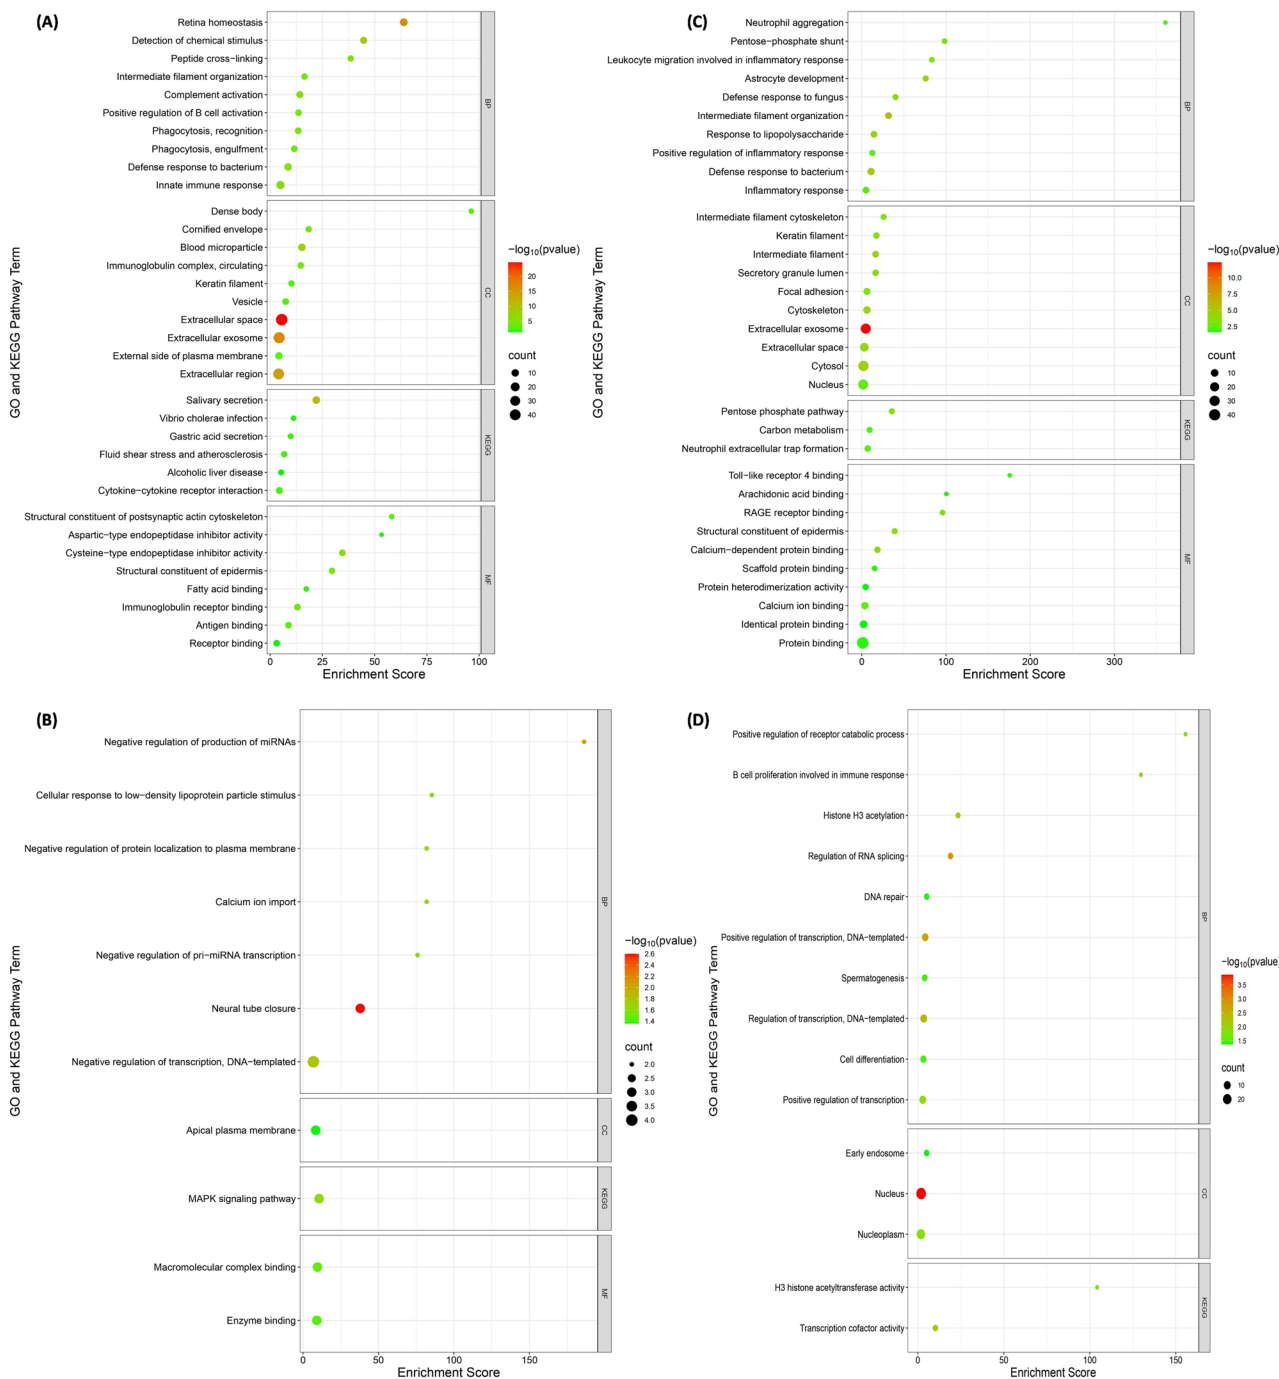 (A)
GO and KEGG Pathway Term
Retina homeostasis
Detection of chemical stimulus
Peptide cross−linking
Intermediate filament organization
Complement activation
Positive regulation of B cell activation
Phagocytosis, recognition
Phagocytosis, engulfment
Defense response to bacterium
Innate immune response
BP
Dense body
Cornified envelope
Blood microparticle
Immunoglobulin complex, circulating
Keratin filament
Vesicle
Extracellular space
Extracellular exosome
External side of plasma membrane
Extracellular region
CC
Salivary secretion
Vibrio cholerae infection
Gastric acid secretion
Fluid shear stress and atherosclerosis
Alcoholic liver disease
Cytokine−cytokine receptor interaction
KEGG
Structural constituent of postsynaptic actin cytoskeleton
Aspartic−type endopeptidase inhibitor activity
Cysteine−type endopeptidase inhibitor activity
Structural constituent of epidermis
Fatty acid binding
Immunoglobulin receptor binding
Antigen binding
Receptor binding
MF
0 25 50 75 100
Enrichment Score
−log10(pvalue)
20
15
10
5
count
10
20
30
40
(C)
GO and KEGG Pathway Term
Neutrophil aggregation
Pentose−phosphate shunt
Leukocyte migration involved in inflammatory response
Astrocyte development
Defense response to fungus
Intermediate filament organization
Response to lipopolysaccharide
Positive regulation of inflammatory response
Defense response to bacterium
Inflammatory response
BP
Intermediate filament cytoskeleton
Keratin filament
Intermediate filament
Secretory granule lumen
Focal adhesion
Cytoskeleton
Extracellular exosome
Extracellular space
Cytosol
Nucleus
CC
Pentose phosphate pathway
Carbon metabolism
Neutrophil extracellular trap formation
KEGG
Toll−like receptor 4 binding
Arachidonic acid binding
RAGE receptor binding
Structural constituent of epidermis
Calcium−dependent protein binding
Scaffold protein binding
Protein heterodimerization activity
Calcium ion binding
Identical protein binding
Protein binding
MF
0 100 200 300
Enrichment Score
−log10(pvalue)
10.0
7.5
5.0
2.5
count
10
20
30
40
(B)
GO and KEGG Pathway Term
Negative regulation of production of miRNAs
Cellular response to low−density lipoprotein particle stimulus
Negative regulation of protein localization to plasma membrane
Calcium ion import
Negative regulation of pri−miRNA transcription
Neural tube closure
Negative regulation of transcription, DNA−templated
BP
Apical plasma membrane
CC
MAPK signaling pathway
KEGG
Macromolecular complex binding
Enzyme binding
MF
0 50 100 150
Enrichment Score
−log10(pvalue)
2.6
2.4
2.2
2.0
1.8
1.6
1.4
count
2.0
2.5
3.0
3.5
4.0
(D)
GO and KEGG Pathway Term
Positive regulation of receptor catabolic process
B cell proliferation involved in immune response
Histone H3 acetylation
Regulation of RNA splicing
DNA repair
Positive regulation of transcription, DNA−templated
Spermatogenesis
Regulation of transcription, DNA−templated
Cell differentiation
Positive regulation of transcription
BP
Early endosome
Nucleus
Nucleoplasm
CC
H3 histone acetyltransferase activity
Transcription cofactor activity
KEGG
0 50 100 150
Enrichment Score
−log10(pvalue)
3.5
3.0
2.5
2.0
1.5
count
10
20